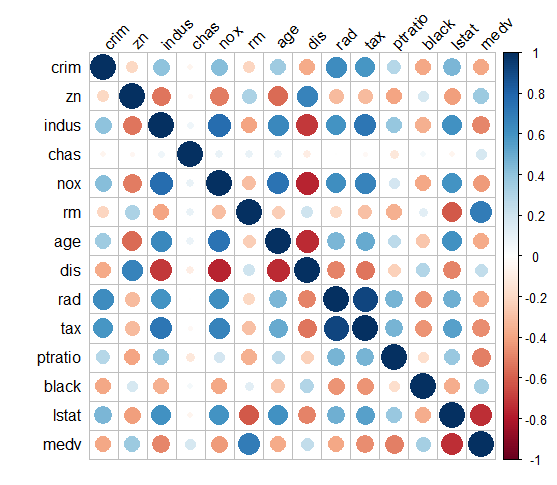 crim zn indus chas nox rm age dis rad tax ptratio black lstat medv
crim
zn
indus
chas
nox
rm
age
dis
rad
tax
ptratio
black
lstat
medv
1
0.8
0.6
0.4
0.2
0
-0.2
-0.4
-0.6
-0.8
-1